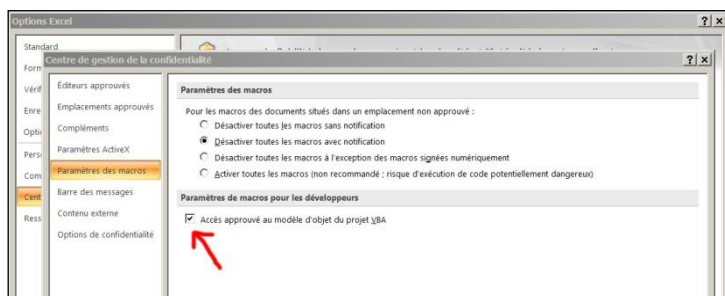 Options Excel
Standard
Form
Centre de gestion de la confidentialité
Vérif
Enre
Optio
Pers
Com
Cent
Ress
Éditeurs approuvés
Emplacements approuvés
Compléments
Paramètres ActiveX
Paramètres des macros
Barre des messages
Contenu externe
Options de confidentialité
Paramètres des macros
Pour les macros des documents situés dans un emplacement non approuvé :
Désactiver toutes les macros sans notification
Désactiver toutes les macros avec notification
Désactiver toutes les macros à l'exception des macros signées numériquement
Activer toutes les macros (non recommandé ; risque d'exécution de code potentiellement dangereux)
Paramètres de macros pour les développeurs
Accès approuvé au modèle d'objet du projet VBA